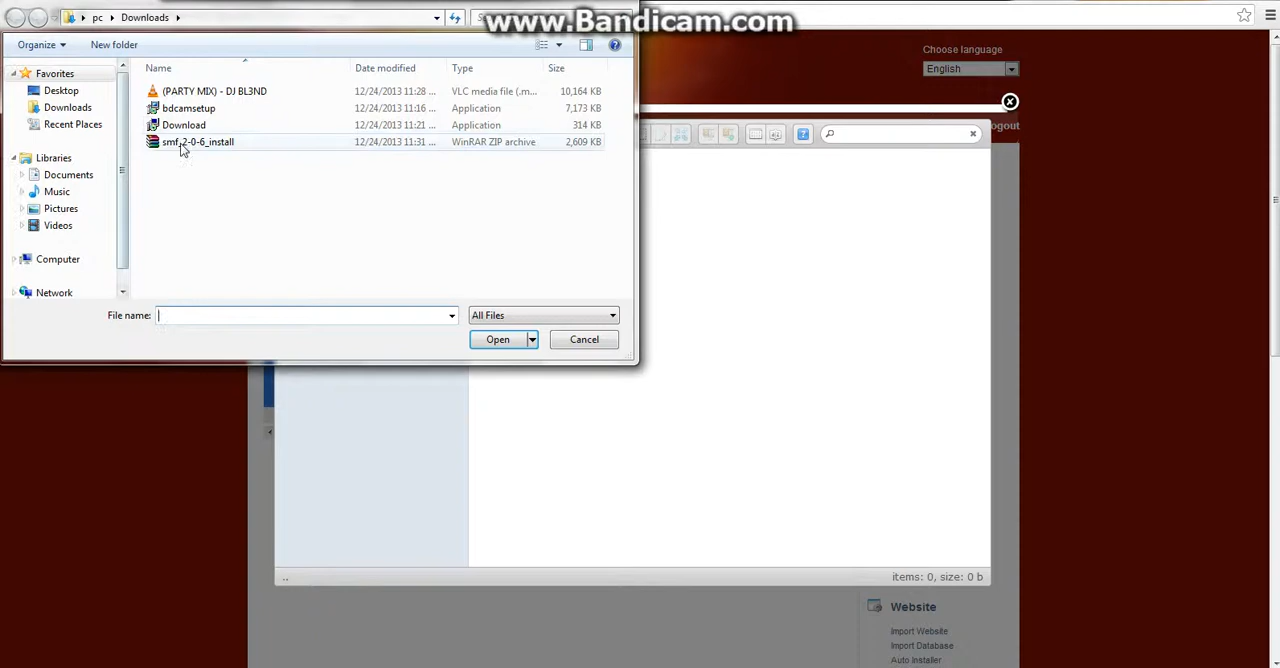 www.Bandicam.com
pc Downloads
Organize New folder
Choose language
English
Name Date modified Type Size
Favorites
Desktop
Downloads
Recent Places
Libraries
Documents
Music
Pictures
Videos
Computer
Network
(PARTY MIX) - DJ BL3ND 12/24/2013 11:28 ... VLC media file (.m... 10,164 KB
bdcamsetup 12/24/2013 11:16 ... Application 7,173 KB
Download 12/24/2013 11:21 ... Application 314 KB
smf_2-0-6_install 12/24/2013 11:31 ... WinRAR ZIP archive 2,609 KB
ogout
File name: All Files
Open Cancel
.. items: 0, size: 0 b
Website
Import Website
Import Database
Auto Installer